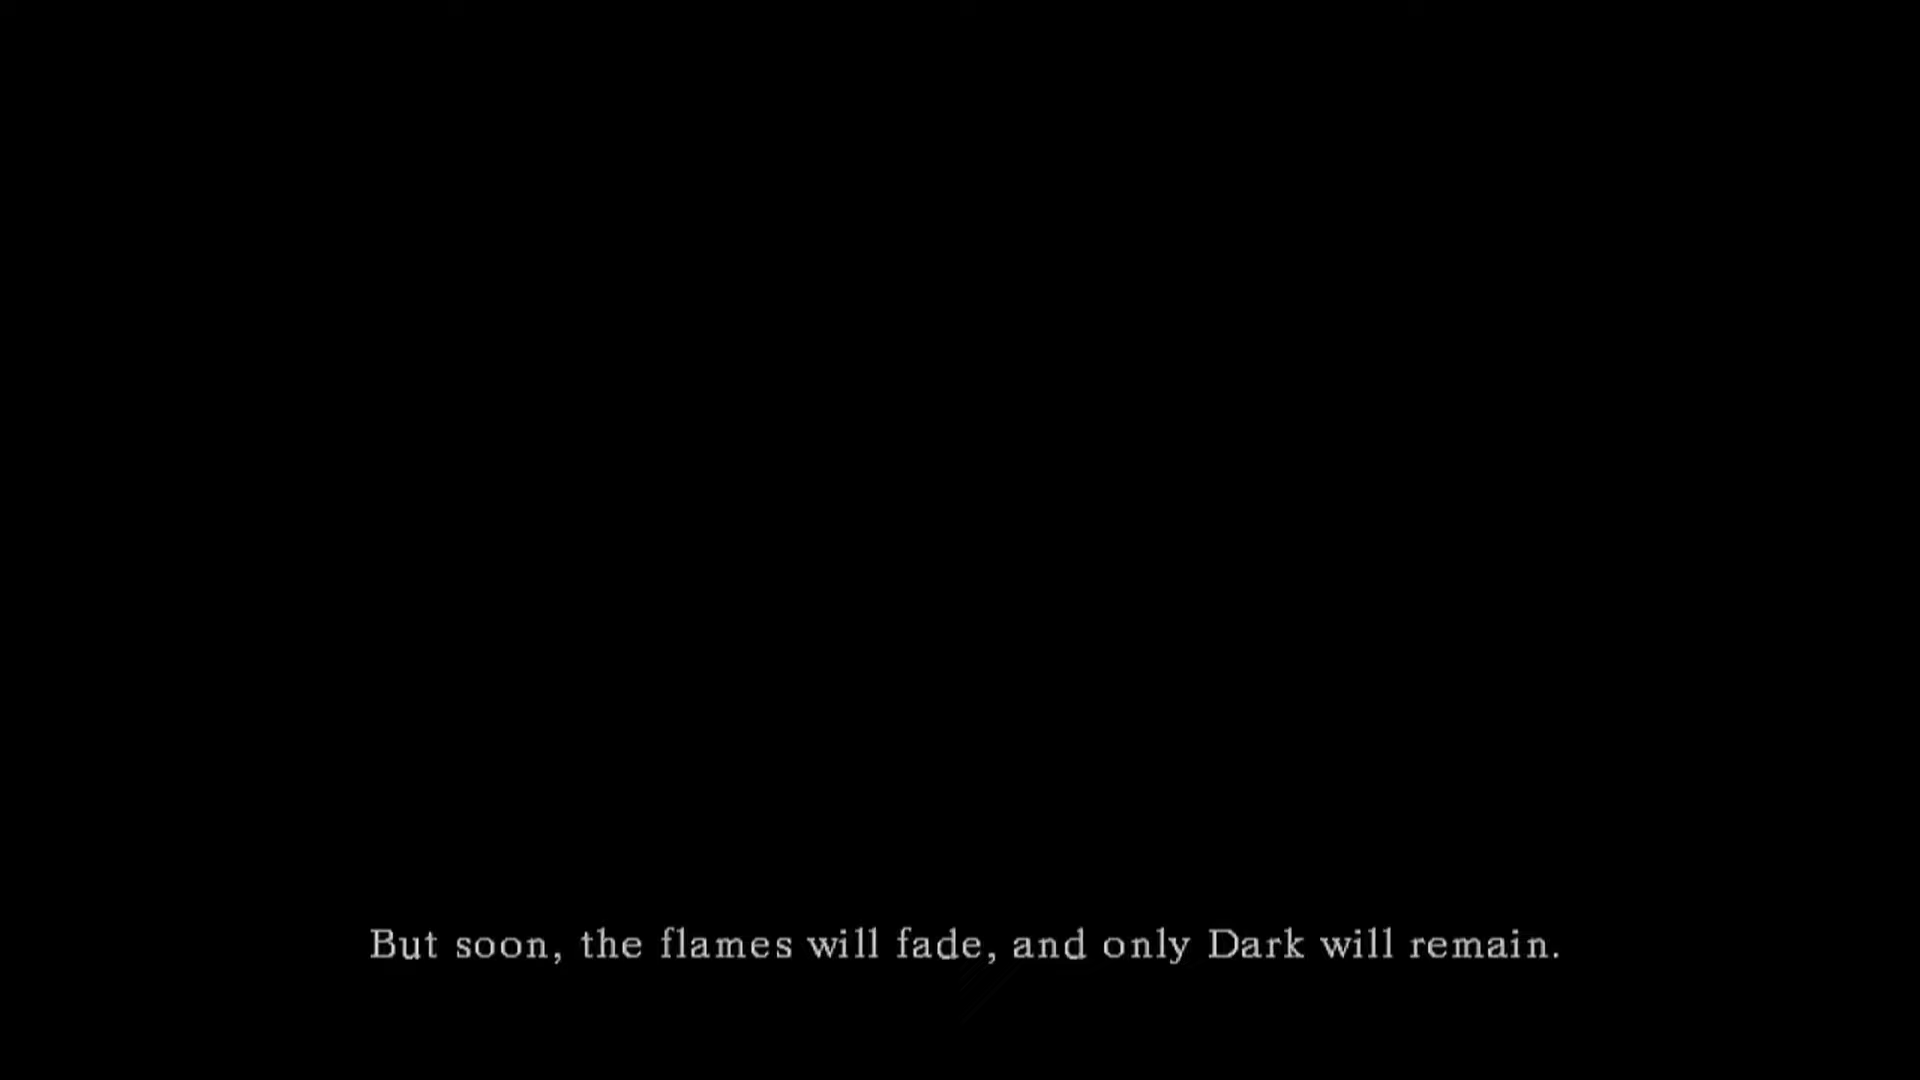 But soon, the flames will fade, and only Dark will remain.